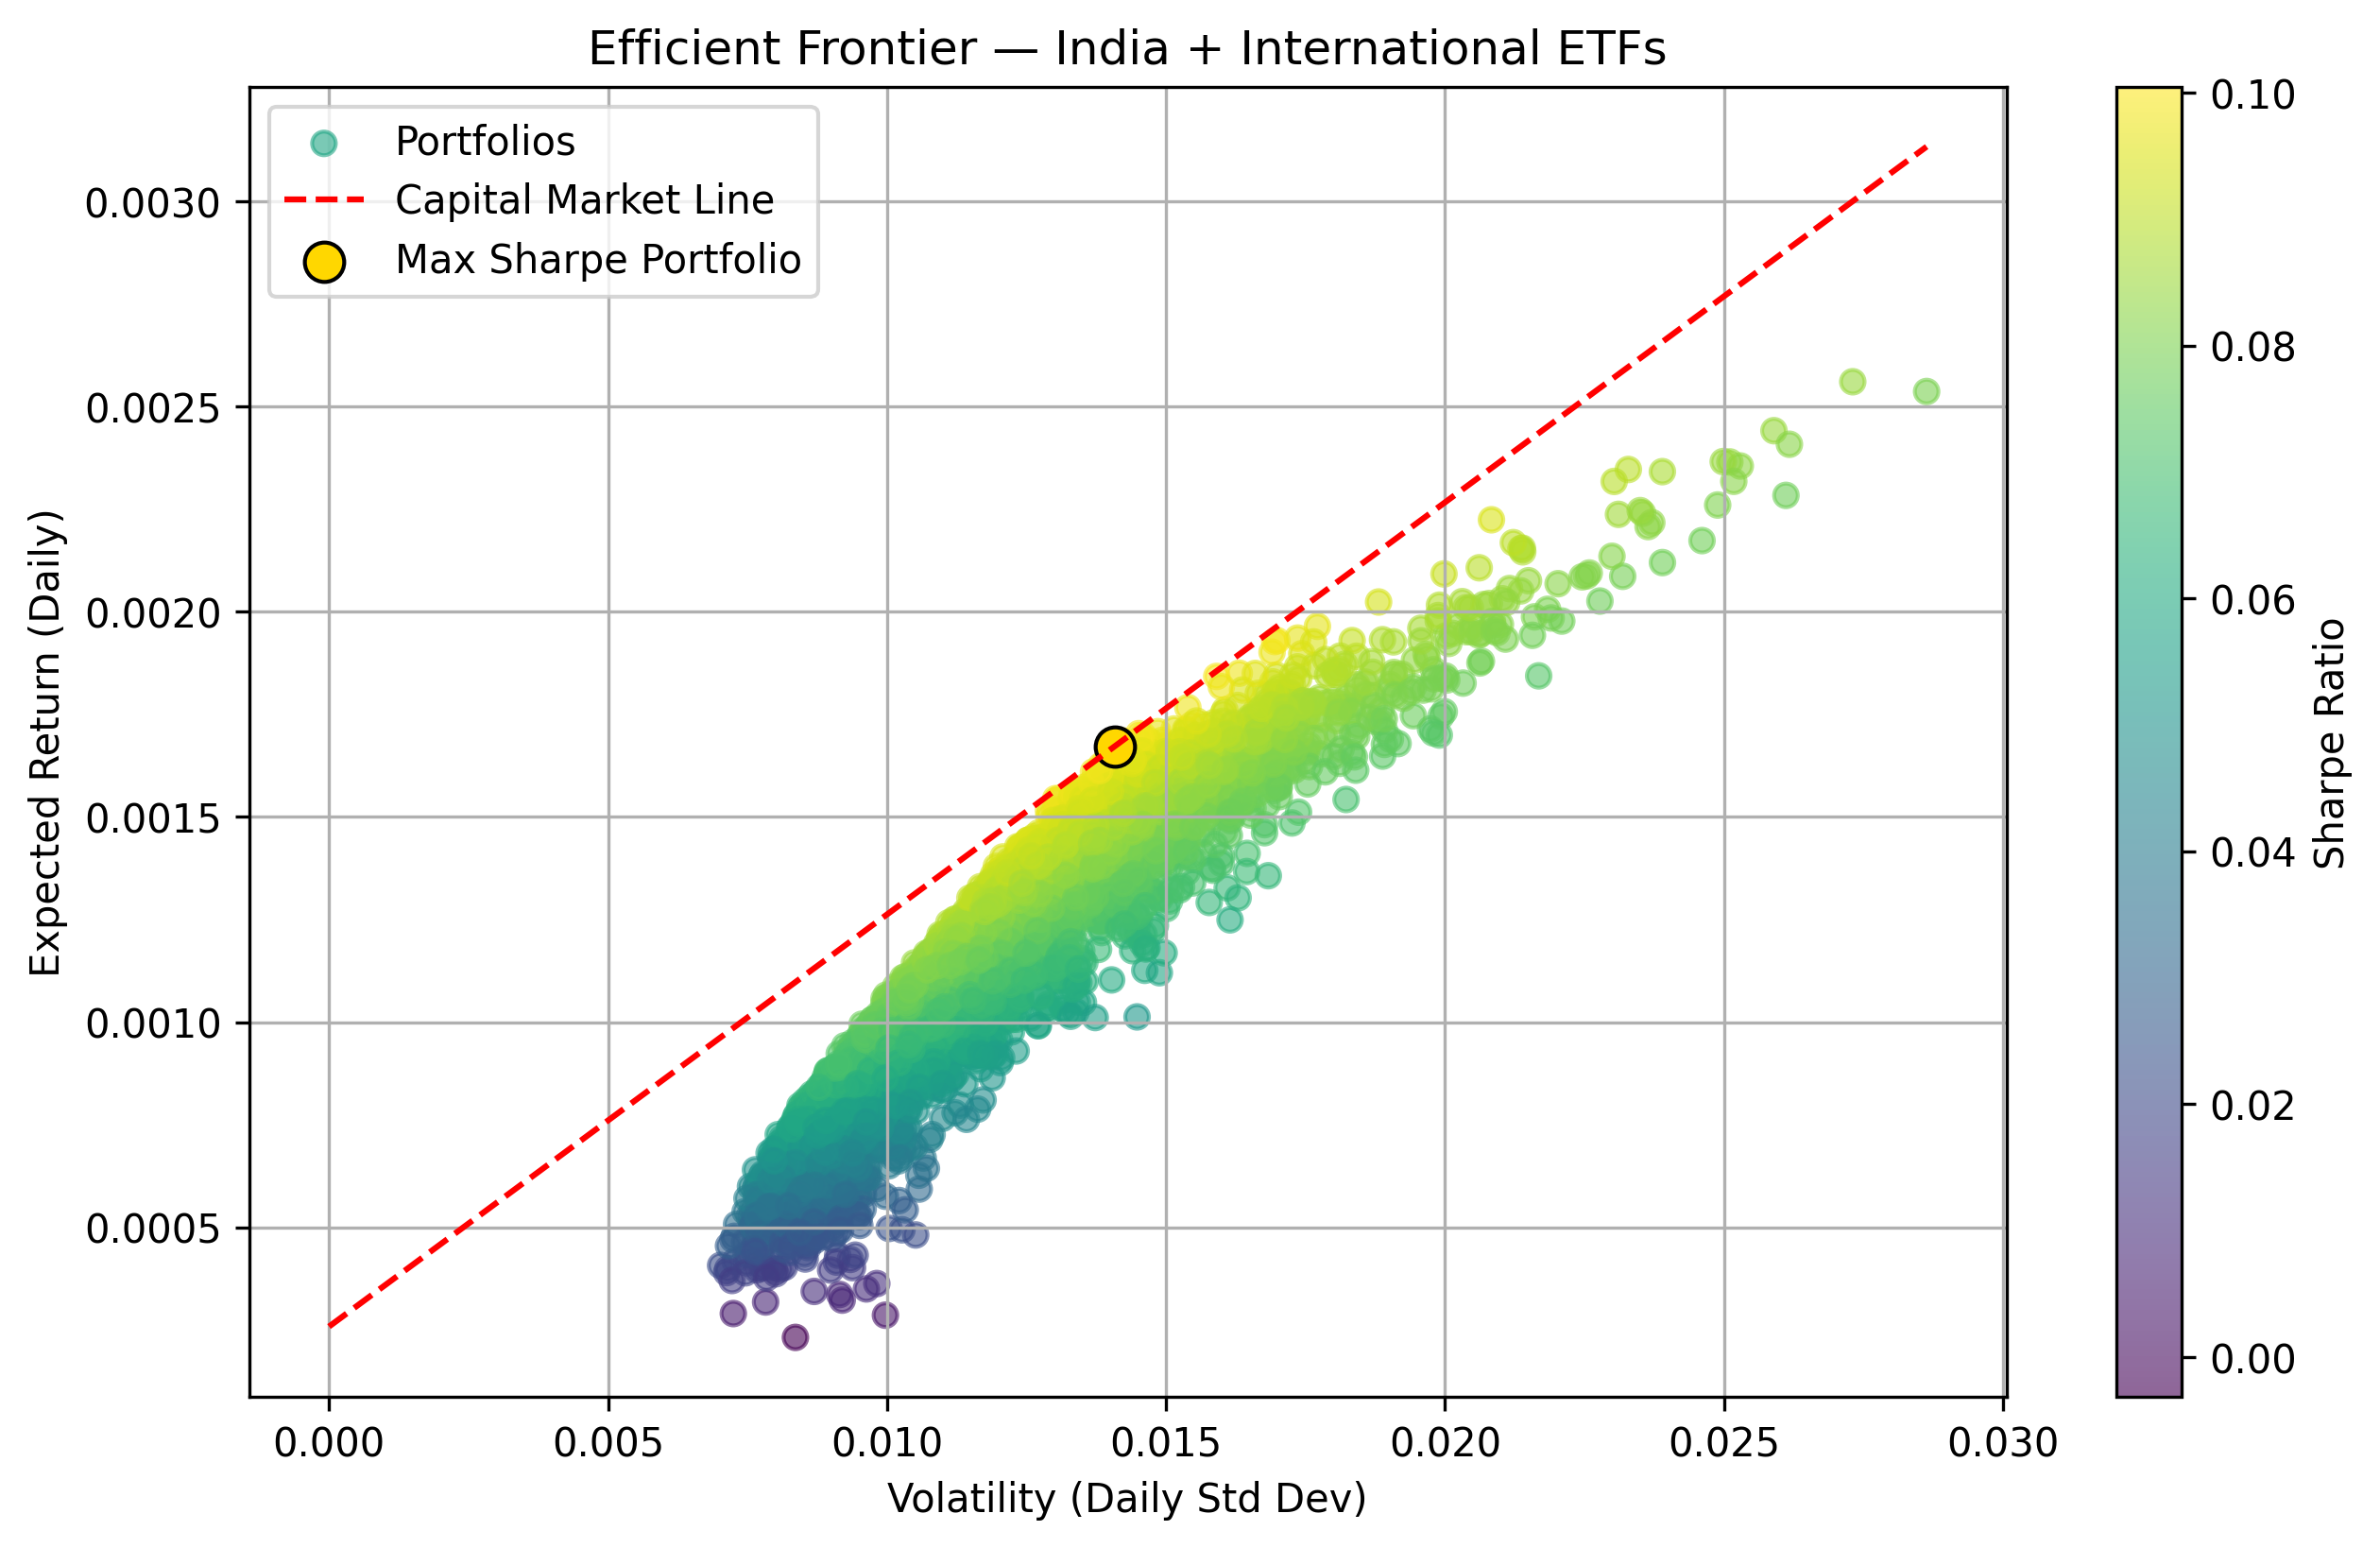 Efficient Frontier — India + International ETFs
Portfolios
Capital Market Line
Max Sharpe Portfolio
Expected Return (Daily)
0.0030
0.0025
0.0020
0.0015
0.0010
0.0005
0.000 0.005 0.010 0.015 0.020 0.025 0.030
Volatility (Daily Std Dev)
0.10
0.08
0.06
0.04
0.02
0.00
Sharpe Ratio